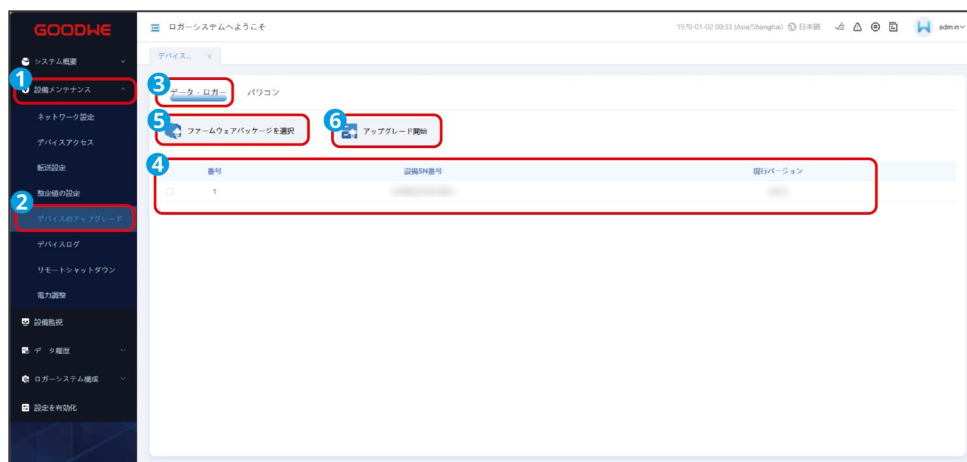 GOODWE
ロガーシステムへようこそ
1970-01-02 09:33 (Asia/Shanghai) 日本語
admin
システム概要
デバイス...
×
1
設備メンテナンス
3
データ・ロガー
パワコン
ネットワーク設定
5
ファームウェアパッケージを選択
6
アップグレード開始
デバイスアクセス
転送設定
4
番号
設備SN番号
現行バージョン
整定値の設定
1
2
デバイスのアップグレード
デバイスログ
リモートシャットダウン
電力調整
設備監視
データ履歴
ロガーシステム構成
設定を有効化